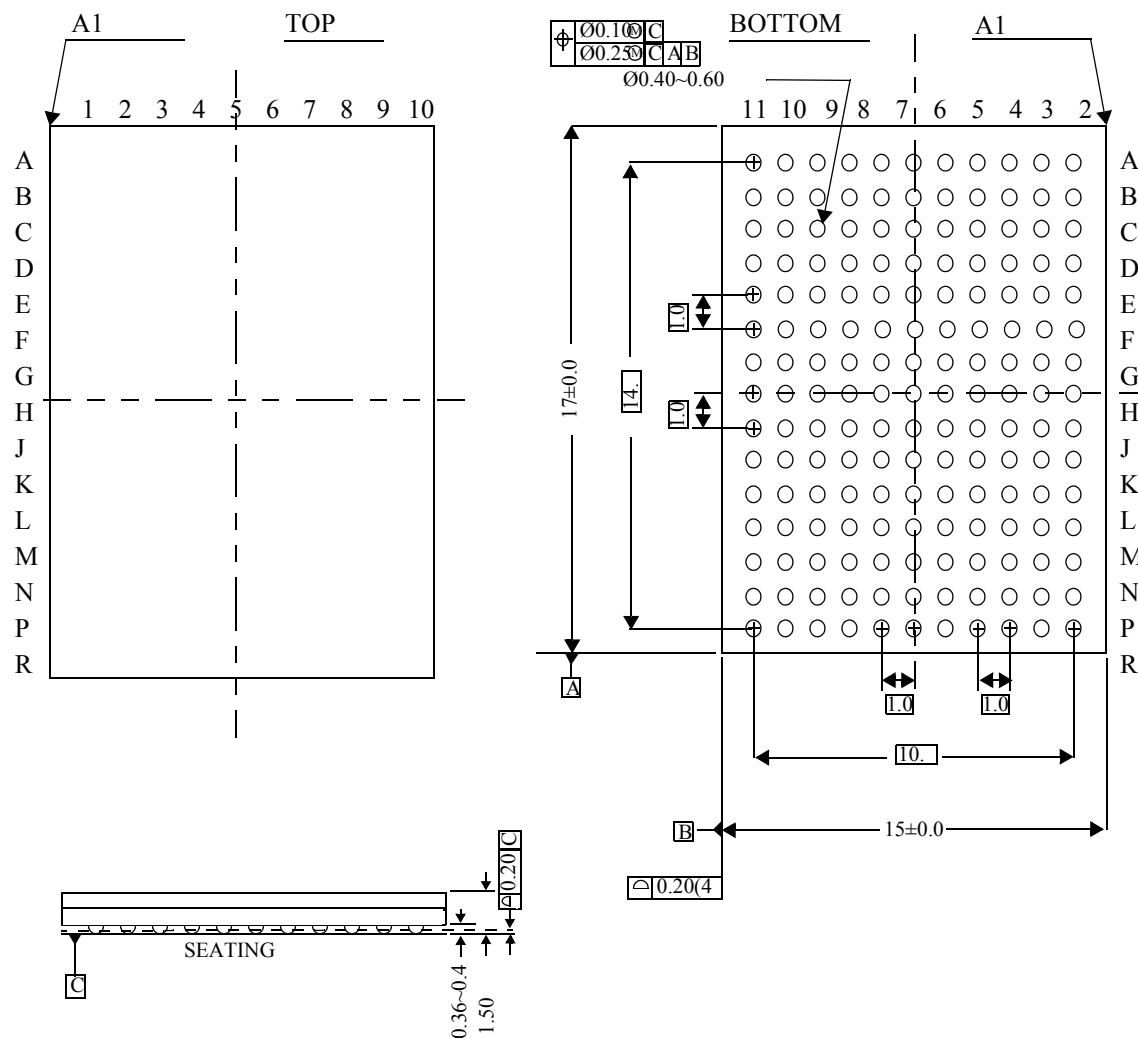 A1 TOP BOTTOM A1
Ø0.10Ⓜ C
Ø0.25Ⓜ C A B
Ø0.40~0.60
1 2 3 4 5 6 7 8 9 10
11 10 9 8 7 6 5 4 3 2
A A
B B
C C
D D
E E
F F
G G
H H
J J
K K
L L
M M
N N
P P
R R
1.0
17±0.0
14.
1.0
A
1.0 1.0
10.
B 15±0.0
0.20(4
0.20 C
SEATING
C
0.36~0.4
1.50